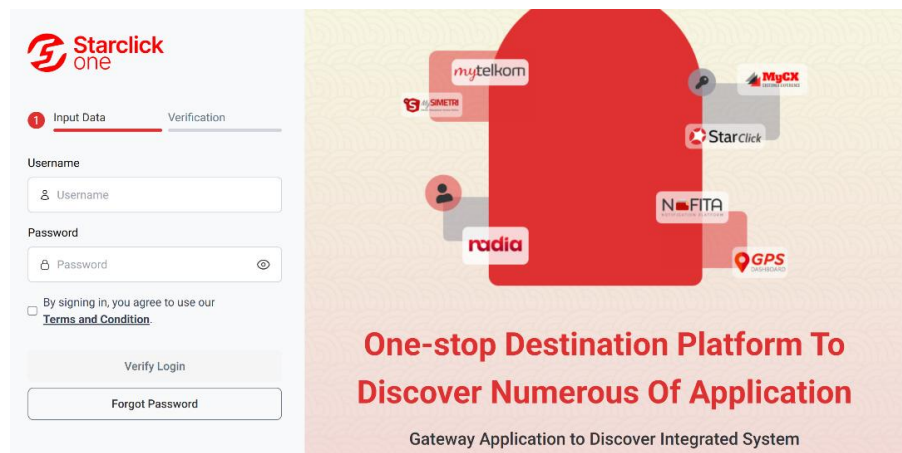 Starclick
one
1 Input Data Verification
Username
Username
Password
Password
By signing in, you agree to use our
Terms and Condition.
Verify Login
Forgot Password
mytelkom
MySIMETRI
MyCX
StarClick
radia
GPS
DASHBOARD
One-stop Destination Platform To
Discover Numerous Of Application
Gateway Application to Discover Integrated System